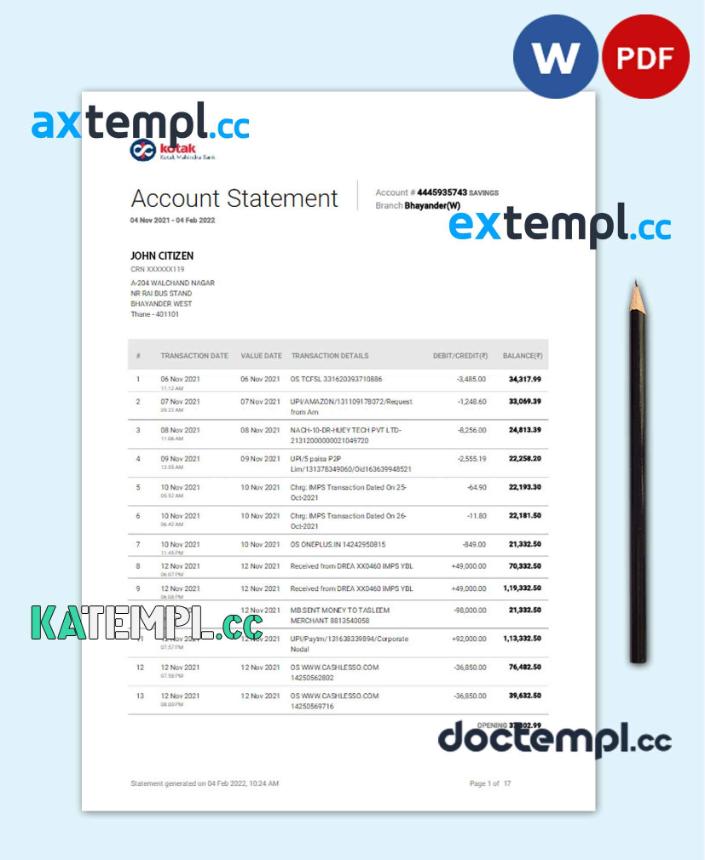 W PDF
axtempl.cc
kotak
Kotak Mahindra Bank
Account Statement
04 Nov 2021 - 04 Feb 2022
Account # 4445935743 SAVINGS
Branch Bhayander(W)
extempl.cc
JOHN CITIZEN
CRN XXXXXX119
A-204 WALCHAND NAGAR
NR RAI BUS STAND
BHAYANDER WEST
Thane - 401101
# TRANSACTION DATE VALUE DATE TRANSACTION DETAILS DEBIT/CREDIT(₹) BALANCE(₹)
1 06 Nov 2021 06 Nov 2021 OS TCFSL 331620393710886 -3,485.00 34,317.99
11:12 AM
2 07 Nov 2021 07 Nov 2021 UPI/AMAZON/131109178072/Request -1,248.60 33,069.39
09:23 AM from Am
3 08 Nov 2021 08 Nov 2021 NACH-10-DR-HUEY TECH PVT LTD- -8,256.00 24,813.39
11:06 AM 21312000000021049720
4 09 Nov 2021 09 Nov 2021 UPI/5 paisa P2P -2,555.19 22,258.20
Lim/131378349060/Oid163639948521
5 10 Nov 2021 10 Nov 2021 Chrg: IMPS Transaction Dated On 25- -64.90 22,193.30
05:52 AM Oct-2021
6 10 Nov 2021 10 Nov 2021 Chrg: IMPS Transaction Dated On 26- -11.80 22,181.50
06:42 AM Oct-2021
7 10 Nov 2021 10 Nov 2021 OS ONEPLUS.IN 14242950815 -849.00 21,332.50
11:45 PM
8 12 Nov 2021 12 Nov 2021 Received from DREA XX0460 IMPS YBL +49,000.00 70,332.50
06:07 PM
9 12 Nov 2021 12 Nov 2021 Received from DREA XX0460 IMPS YBL +49,000.00 1,19,332.50
06:08 PM
12 Nov 2021 MB:SENT MONEY TO TASLEEM -98,000.00 21,332.50
MERCHANT 8813540058
KATEMPL.cc
UPI/Paytm/131638339894/Corporate +92,000.00 1,13,332.50
07:57 PM Nodal
12 12 Nov 2021 12 Nov 2021 OS WWW.CASHLESSO.COM -36,850.00 76,482.50
07:58 PM 14250562802
13 12 Nov 2021 12 Nov 2021 OS WWW.CASHLESSO.COM -36,850.00 39,632.50
08:00 PM 14250569716
OPENING
doctempl.cc
Statement generated on 04 Feb 2022, 10:24 AM Page 1 of 17